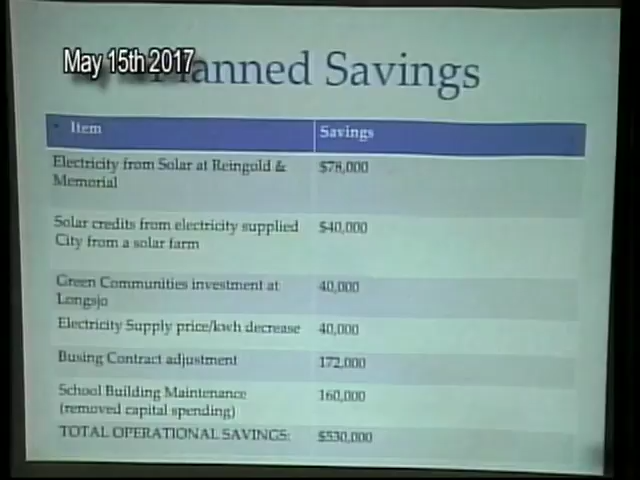 May 15th 2017
Planned Savings
Item Savings
Electricity from Solar at Reingold & $78,000
Memorial
Solar credits from electricity supplied $40,000
City from a solar farm
Green Communities investment at 40,000
Longsjo
Electricity Supply price/kwh decrease 40,000
Busing Contract adjustment 172,000
School Building Maintenance 160,000
(removed capital spending)
TOTAL OPERATIONAL SAVINGS: $530,000